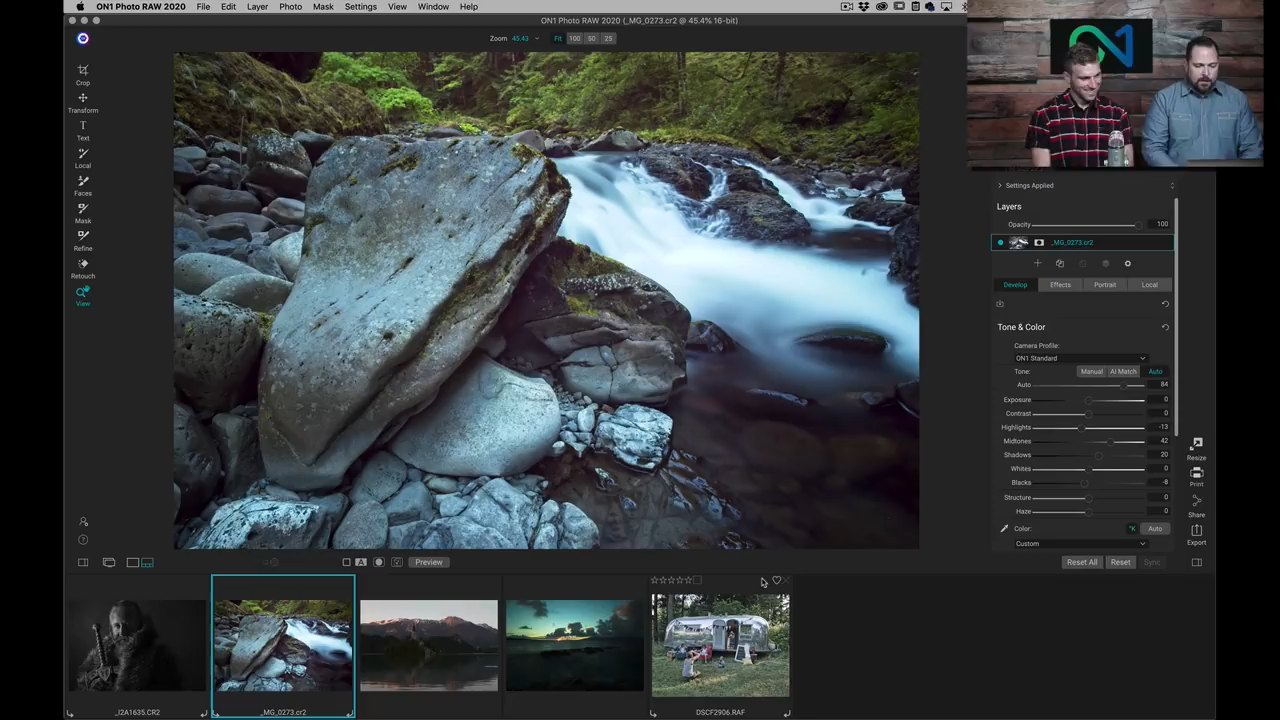 ON1 Photo RAW 2020 File Edit Layer Photo Mask Settings View Window Help
ON1 Photo RAW 2020 (_MG_0273.cr2 @ 45.4% 16-bit)
Zoom 45.43 Fit 100 50 25
Crop
Transform
T
Text
Local
Faces
Mask
Refine
Retouch
View
Settings Applied
Layers
Opacity 100
_MG_0273.cr2
Develop Effects Portrait Local
Tone & Color
Camera Profile:
ON1 Standard
Tone: Manual AI Match Auto
Auto 84
Exposure 0
Contrast 0
Highlights -13
Midtones 42
Shadows 20
Whites 0
Blacks -8
Structure 0
Haze 0
Color: °K Auto
Custom
Resize
Print
Share
Export
A Preview
Reset All Reset Sync
_I2A1635.CR2 _MG_0273.cr2 DSCF2906.RAF